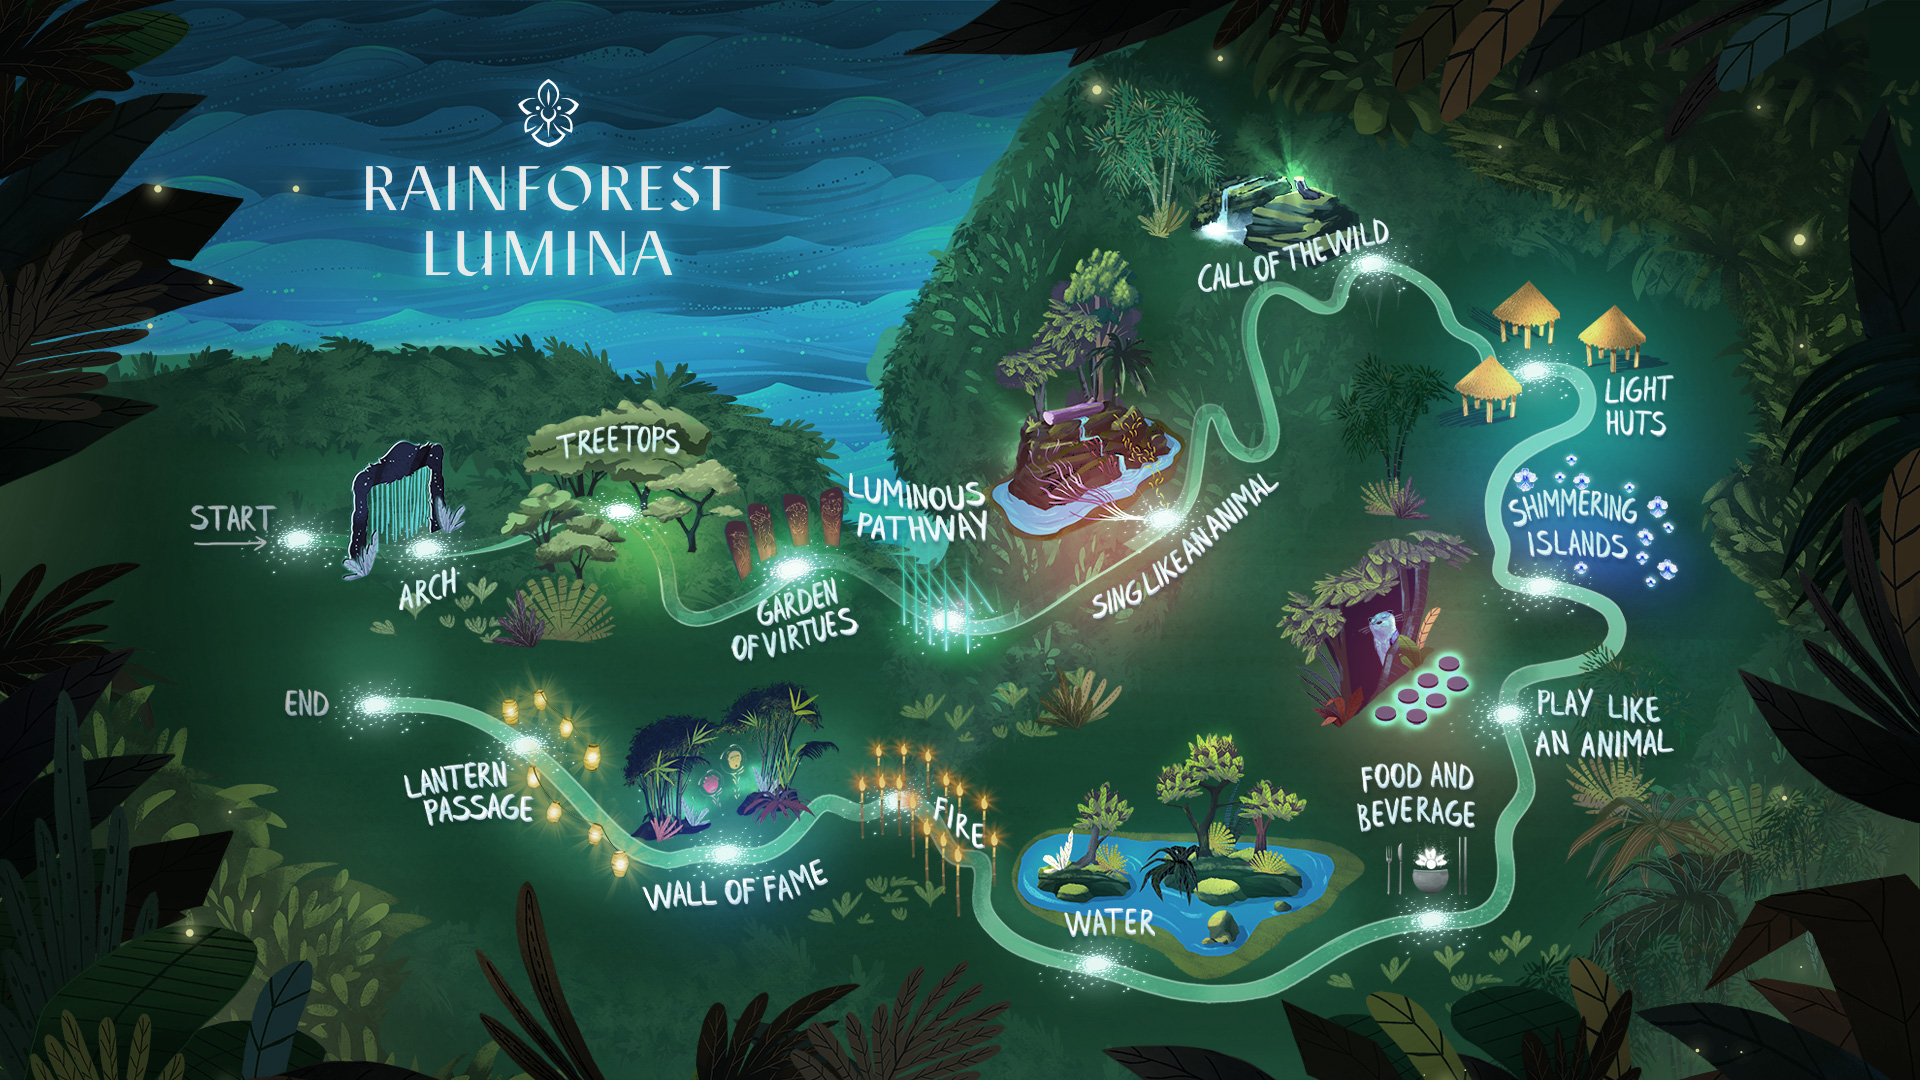 RAINFOREST
LUMINA
START
ARCH
TREETOPS
GARDEN
OF VIRTUES
LUMINOUS
PATHWAY
SING LIKE AN ANIMAL
CALL OF THE WILD
LIGHT
HUTS
SHIMMERING
ISLANDS
PLAY LIKE
AN ANIMAL
FOOD AND
BEVERAGE
WATER
FIRE
WALL OF FAME
LANTERN
PASSAGE
END